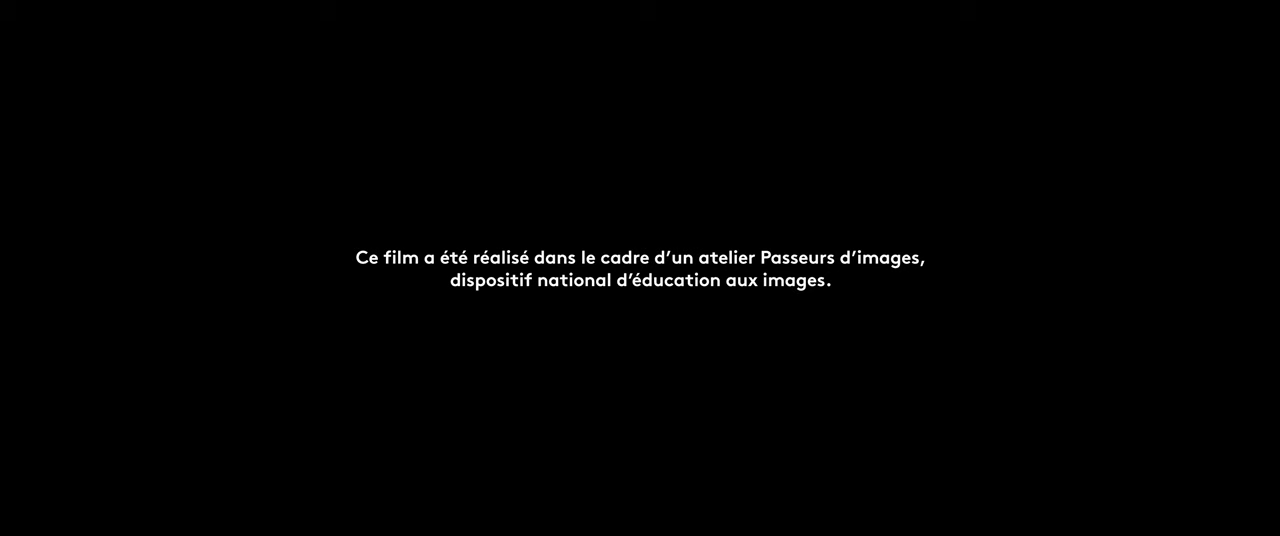 Ce film a été réalisé dans le cadre d’un atelier Passeurs d’images,
dispositif national d’éducation aux images.